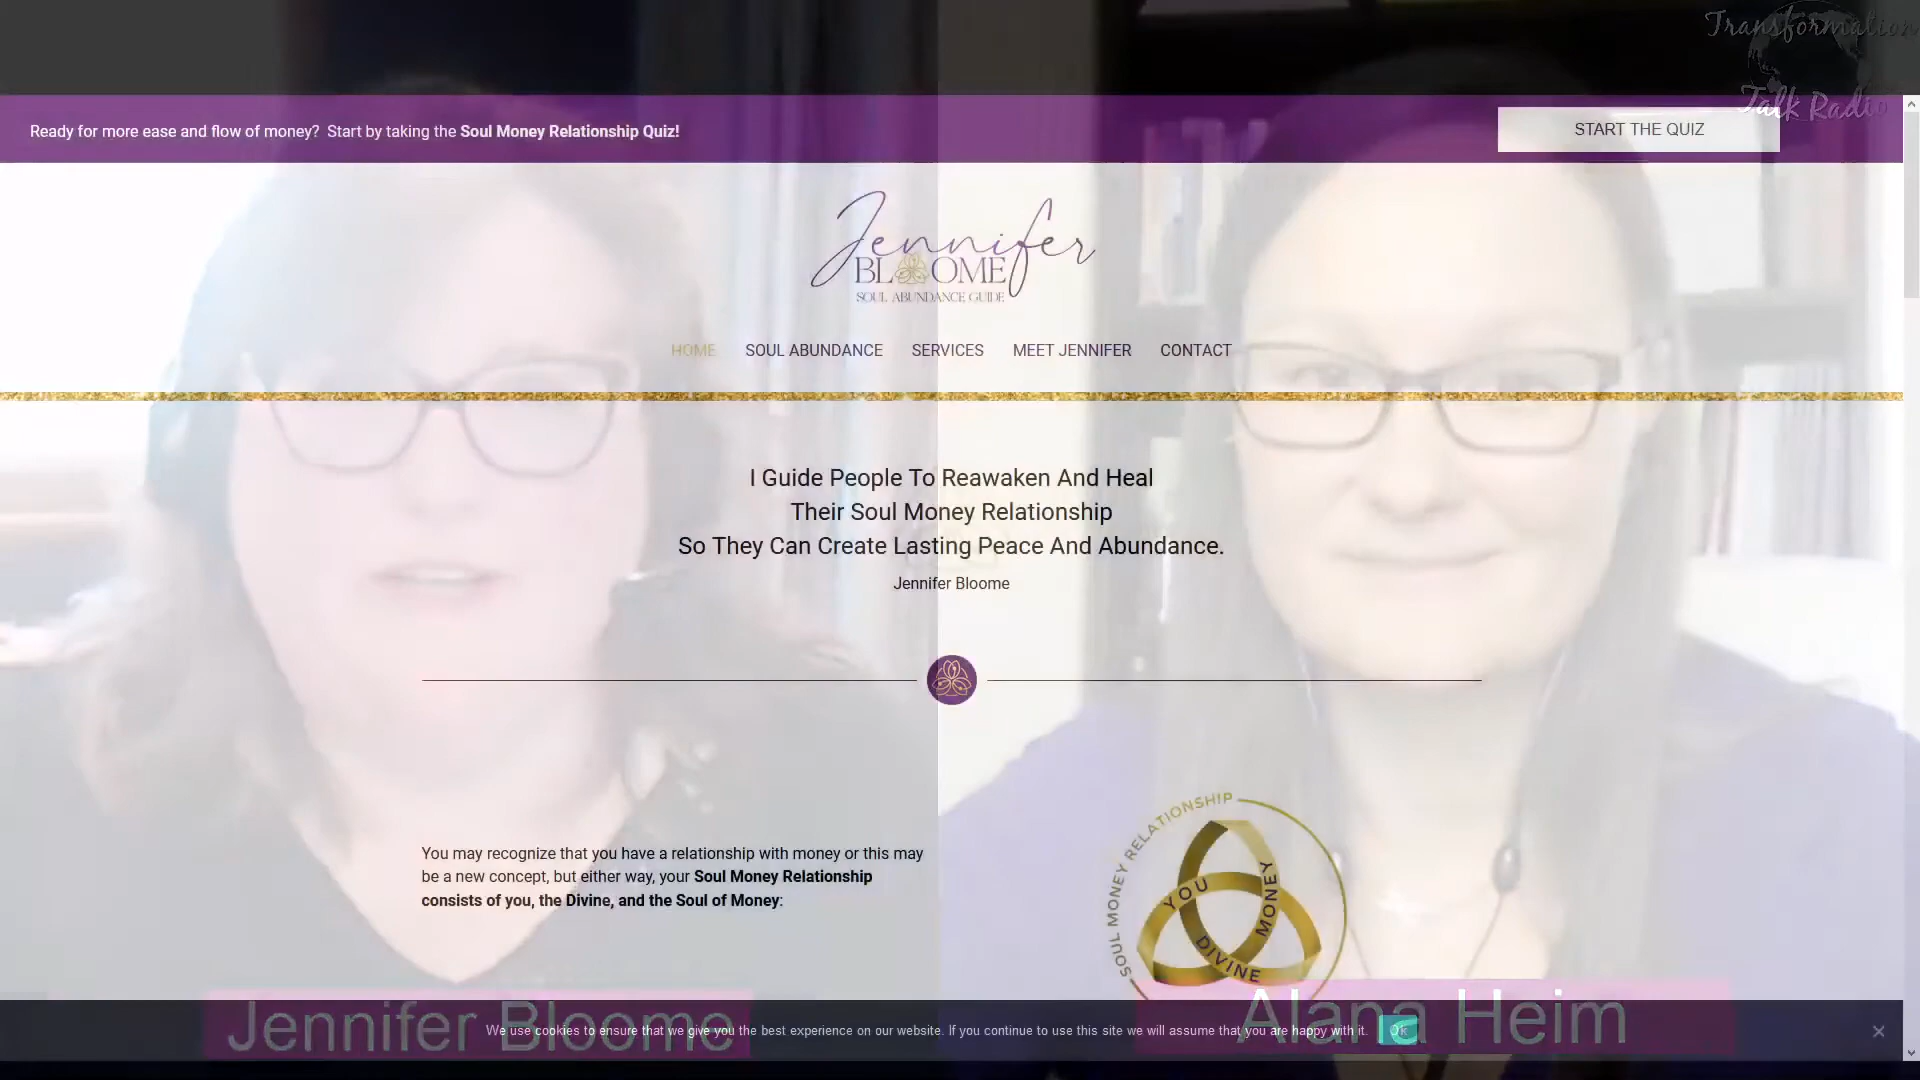 Transformation
Talk Radio
Ready for more ease and flow of money? Start by taking the Soul Money Relationship Quiz!
START THE QUIZ
Jennifer
BLOOME
SOUL ABUNDANCE GUIDE
HOME SOUL ABUNDANCE SERVICES MEET JENNIFER CONTACT
I Guide People To Reawaken And Heal
Their Soul Money Relationship
So They Can Create Lasting Peace And Abundance.
Jennifer Bloome
You may recognize that you have a relationship with money or this may
be a new concept, but either way, your Soul Money Relationship
consists of you, the Divine, and the Soul of Money:
SOUL MONEY RELATIONSHIP
YOU
MONEY
DIVINE
Jennifer Bloome
Alana Heim
We use cookies to ensure that we give you the best experience on our website. If you continue to use this site we will assume that you are happy with it.
Ok